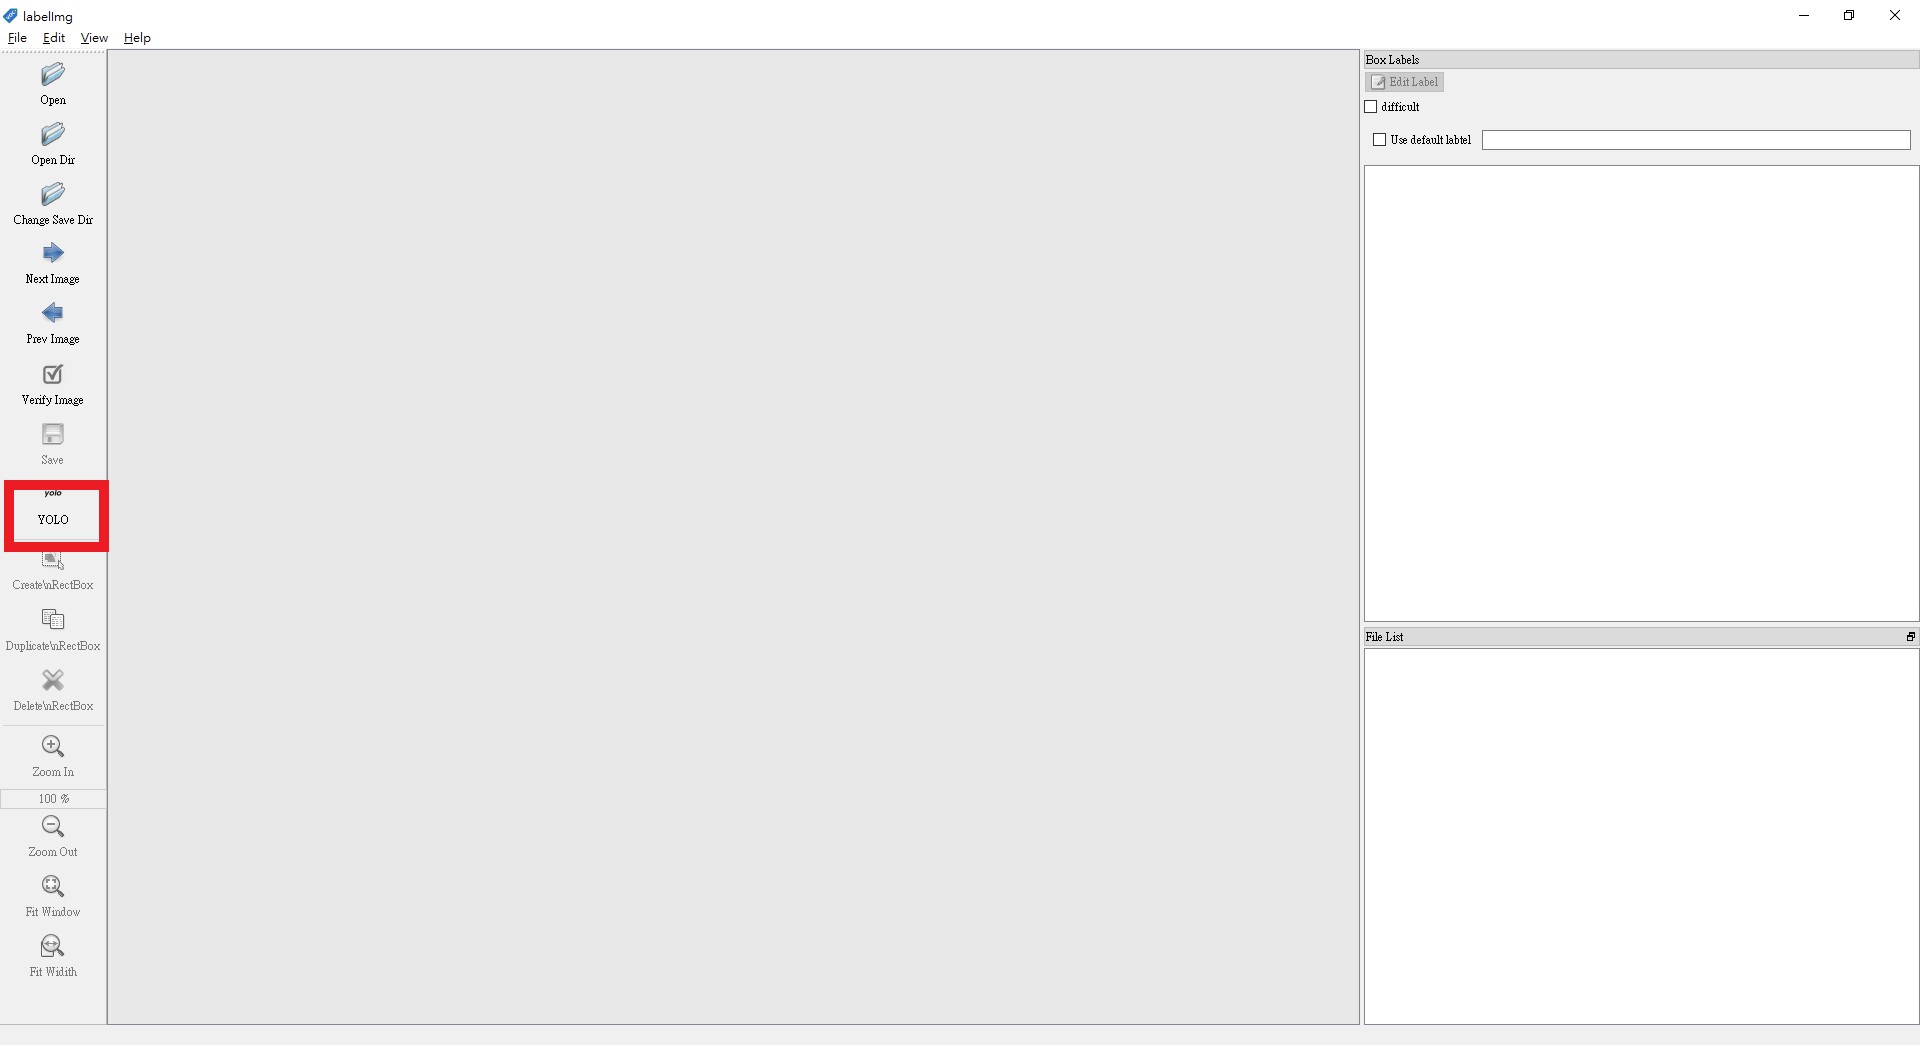 labelImg
File Edit View Help
Open
Open Dir
Change Save Dir
Next Image
Prev Image
Verify Image
Save
yolo
YOLO
Create\nRectBox
Duplicate\nRectBox
Delete\nRectBox
Zoom In
100 %
Zoom Out
Fit Window
Fit Widith
Box Labels
Edit Label
difficult
Use default labtel
File List